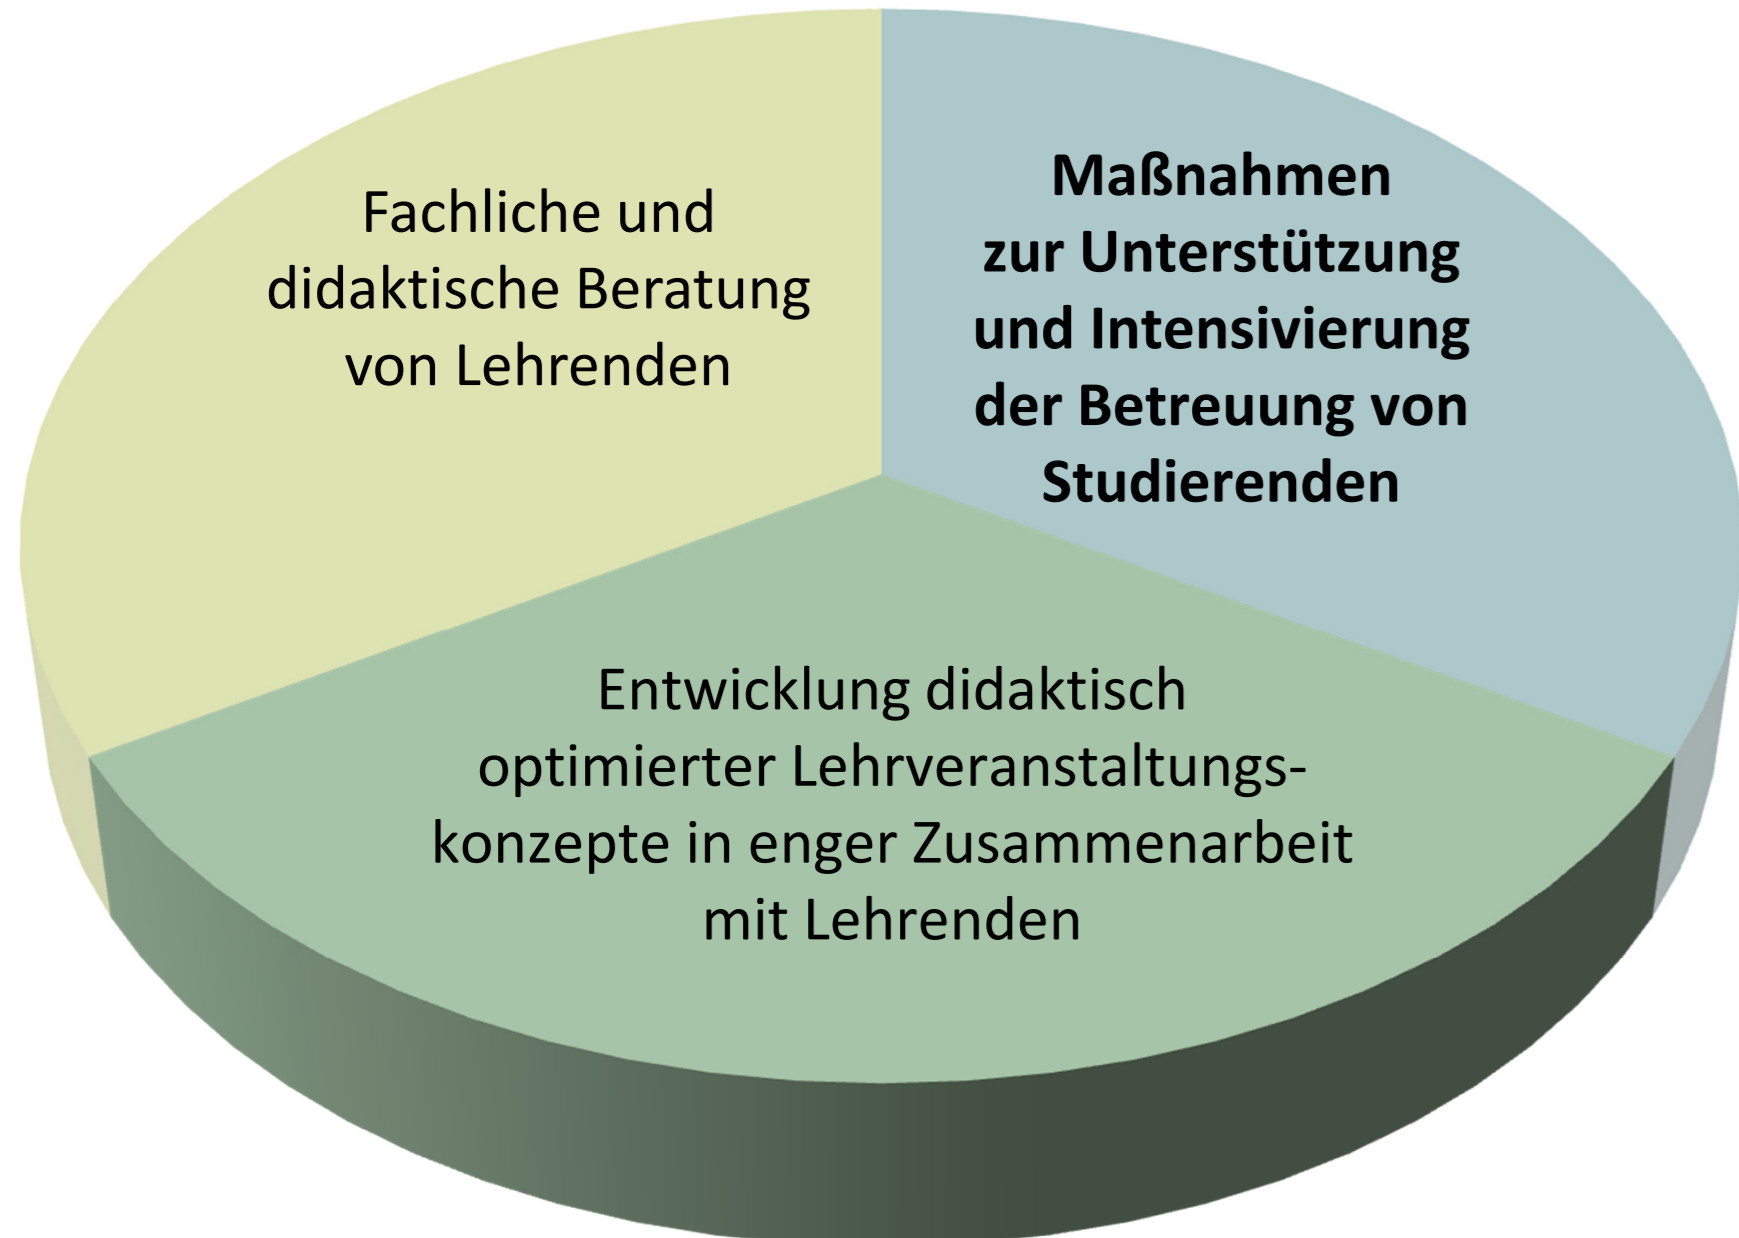 Fachliche und
didaktische Beratung
von Lehrenden
Maßnahmen
zur Unterstützung
und Intensivierung
der Betreuung von
Studierenden
Entwicklung didaktisch
optimierter Lehrveranstaltungs-
konzepte in enger Zusammenarbeit
mit Lehrenden